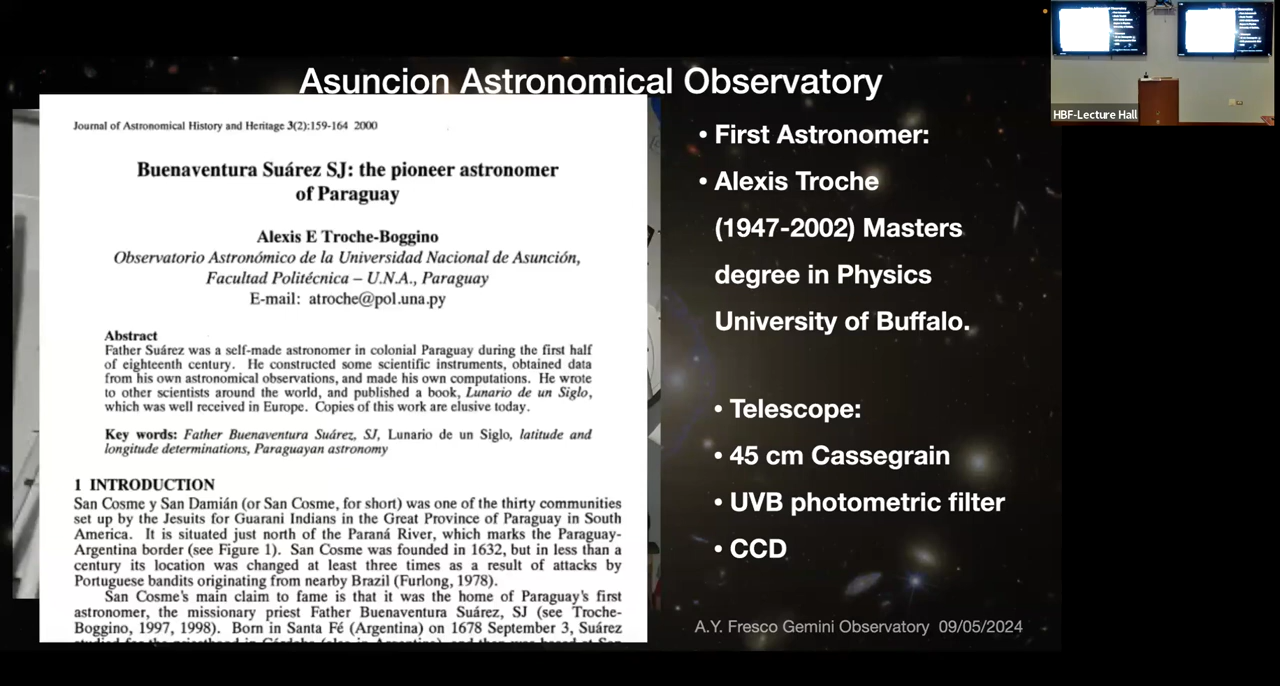 Asuncion Astronomical Observatory
Journal of Astronomical History and Heritage 3(2):159-164 2000
Buenaventura Suárez SJ: the pioneer astronomer
of Paraguay
Alexis E Troche-Boggino
Observatorio Astronómico de la Universidad Nacional de Asunción,
Facultad Politécnica – U.N.A., Paraguay
E-mail: atroche@pol.una.py
Abstract
Father Suárez was a self-made astronomer in colonial Paraguay during the first half
of eighteenth century. He constructed some scientific instruments, obtained data
from his own astronomical observations, and made his own computations. He wrote
to other scientists around the world, and published a book, Lunario de un Siglo,
which was well received in Europe. Copies of this work are elusive today.
Key words: Father Buenaventura Suárez, SJ, Lunario de un Siglo, latitude and
longitude determinations, Paraguayan astronomy
1 INTRODUCTION
San Cosme y San Damián (or San Cosme, for short) was one of the thirty communities
set up by the Jesuits for Guarani Indians in the Great Province of Paraguay in South
America. It is situated just north of the Paraná River, which marks the Paraguay-
Argentina border (see Figure 1). San Cosme was founded in 1632, but in less than a
century its location was changed at least three times as a result of attacks by
Portuguese bandits originating from nearby Brazil (Furlong, 1978).
San Cosme's main claim to fame is that it was the home of Paraguay's first
astronomer, the missionary priest Father Buenaventura Suárez, SJ (see Troche-
Boggino, 1997, 1998). Born in Santa Fé (Argentina) on 1678 September 3, Suárez
• First Astronomer:
• Alexis Troche
(1947-2002) Masters
degree in Physics
University of Buffalo.
• Telescope:
• 45 cm Cassegrain
• UVB photometric filter
• CCD
A.Y. Fresco Gemini Observatory 09/05/2024
HBF-Lecture Hall